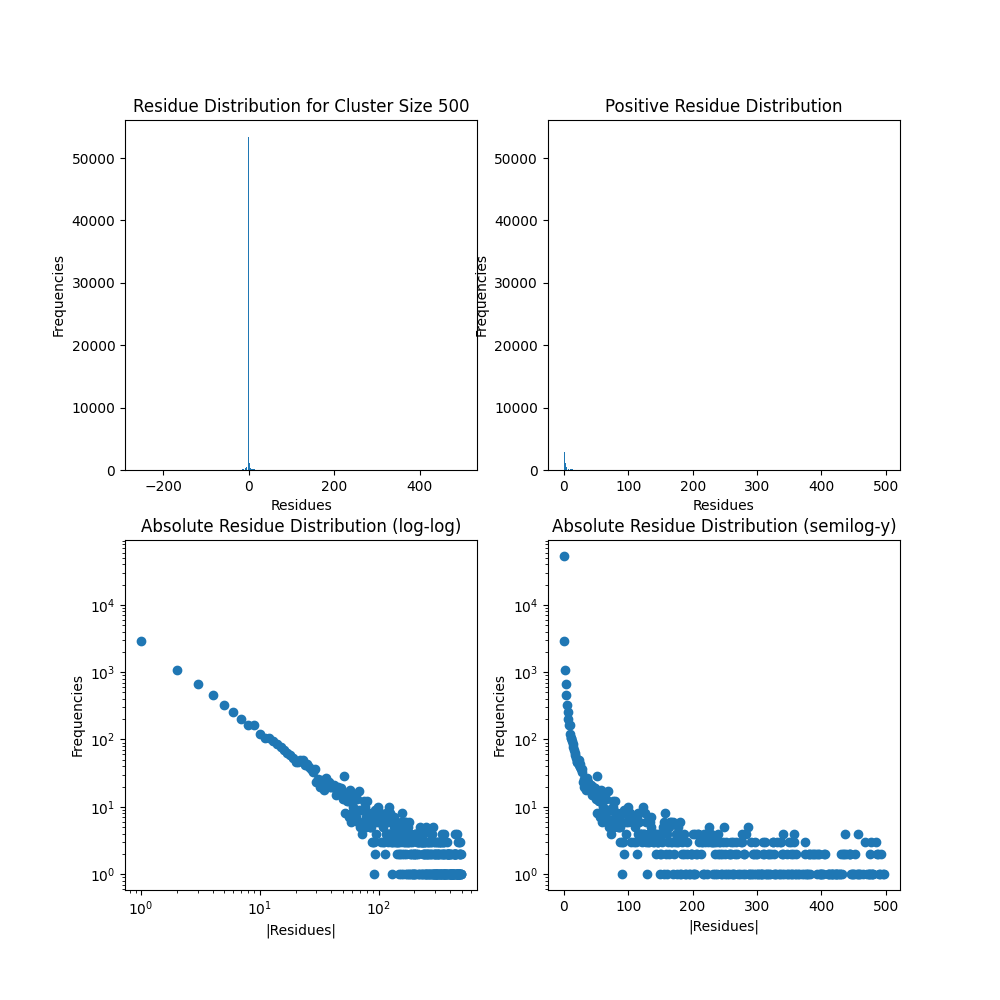 Residue Distribution for Cluster Size 500
Frequencies
50000
40000
30000
20000
10000
0
−200 0 200 400
Residues
Positive Residue Distribution
Frequencies
50000
40000
30000
20000
10000
0
0 100 200 300 400 500
Residues
Absolute Residue Distribution (log-log)
Frequencies
10⁴
10³
10²
10¹
10⁰
10⁰ 10¹ 10²
|Residues|
Absolute Residue Distribution (semilog-y)
Frequencies
10⁴
10³
10²
10¹
10⁰
0 100 200 300 400 500
|Residues|